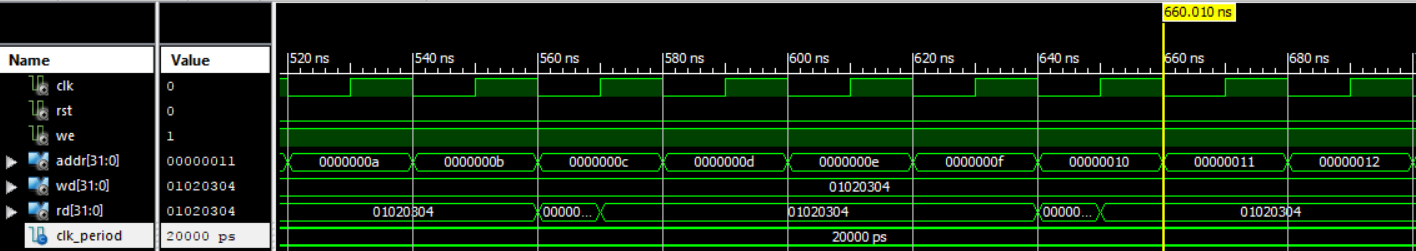 660.010 ns
Name Value 520 ns 540 ns 560 ns 580 ns 600 ns 620 ns 640 ns 660 ns 680 ns
clk 0
rst 0
we 1
addr[31:0] 00000011 0000000a 0000000b 0000000c 0000000d 0000000e 0000000f 00000010 00000011 00000012
wd[31:0] 01020304 01020304
rd[31:0] 01020304 01020304 00000... 01020304 00000... 01020304
clk_period 20000 ps 20000 ps